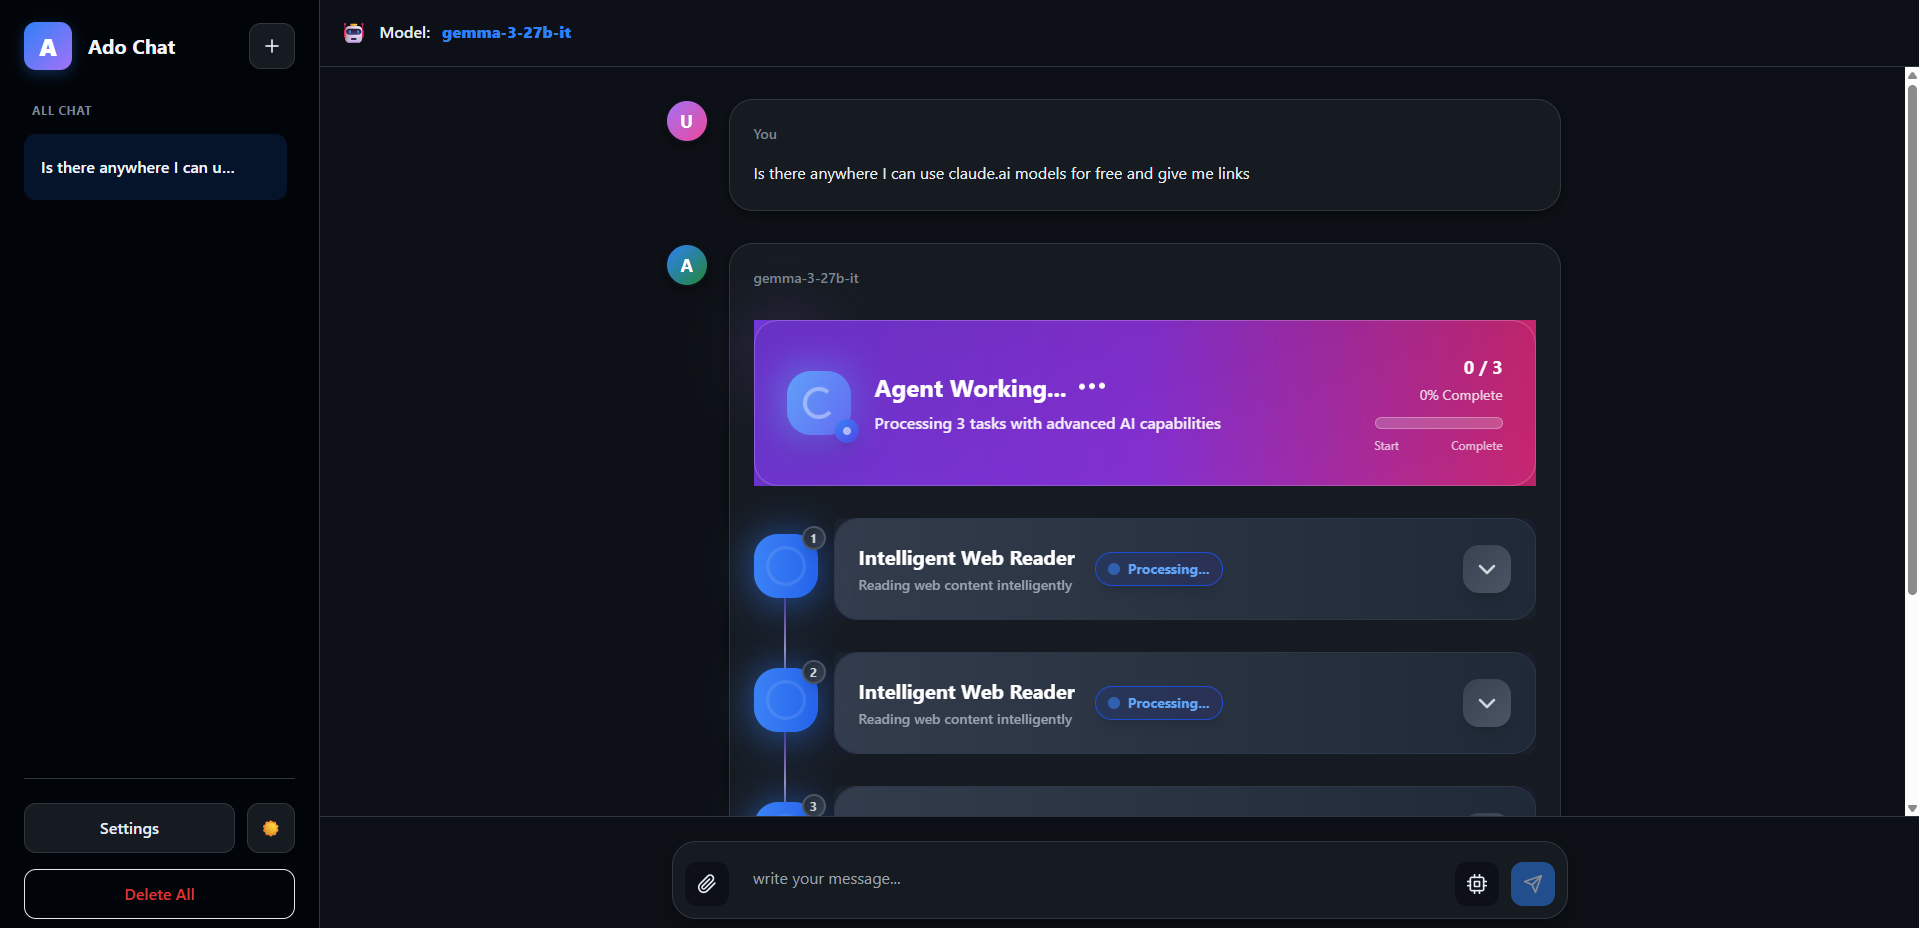 A
Ado Chat
+
ALL CHAT
Is there anywhere I can u...
Settings
Delete All
Model: gemma-3-27b-it
U
You
Is there anywhere I can use claude.ai models for free and give me links
A
gemma-3-27b-it
Agent Working... •••
Processing 3 tasks with advanced AI capabilities
0 / 3
0% Complete
Start Complete
1
Intelligent Web Reader
Processing...
Reading web content intelligently
2
Intelligent Web Reader
Processing...
Reading web content intelligently
3
write your message...